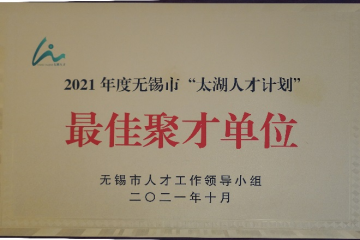 2021年度无锡市“太湖人才计划”
最佳聚才单位
无锡市人才工作领导小组
二〇二一年十月